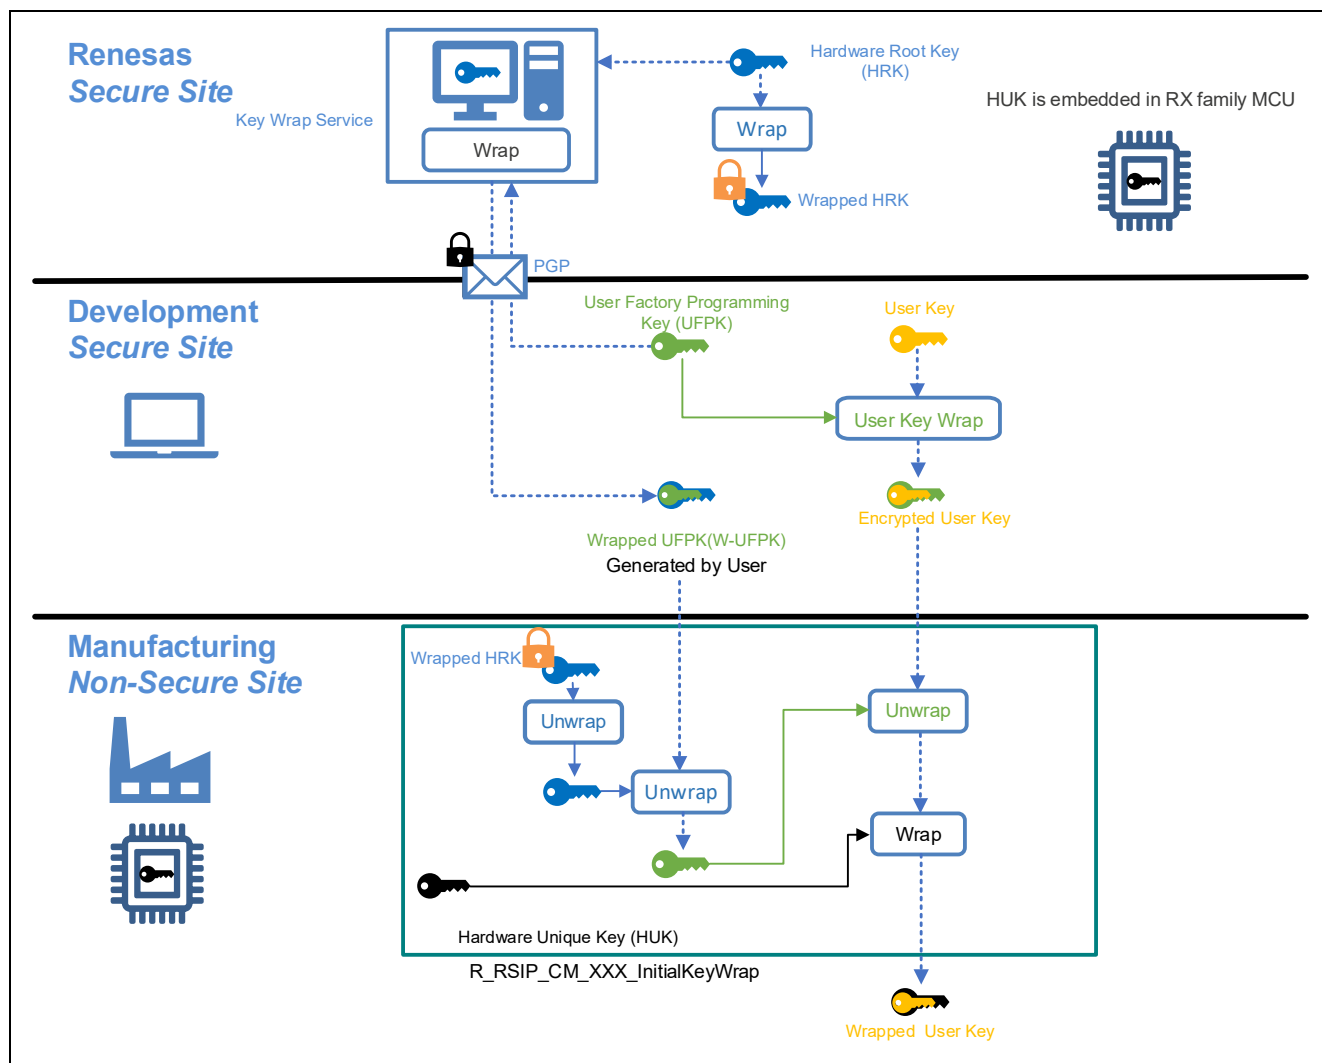 Renesas
Secure Site
Key Wrap Service
Wrap
Hardware Root Key
(HRK)
Wrap
Wrapped HRK
HUK is embedded in RX family MCU
PGP
Development
Secure Site
User Factory Programming
Key (UFPK)
User Key
User Key Wrap
Encrypted User Key
Wrapped UFPK(W-UFPK)
Generated by User
Manufacturing
Non-Secure Site
Wrapped HRK
Unwrap
Unwrap
Unwrap
Wrap
Hardware Unique Key (HUK)
R_RSIP_CM_XXX_InitialKeyWrap
Wrapped User Key